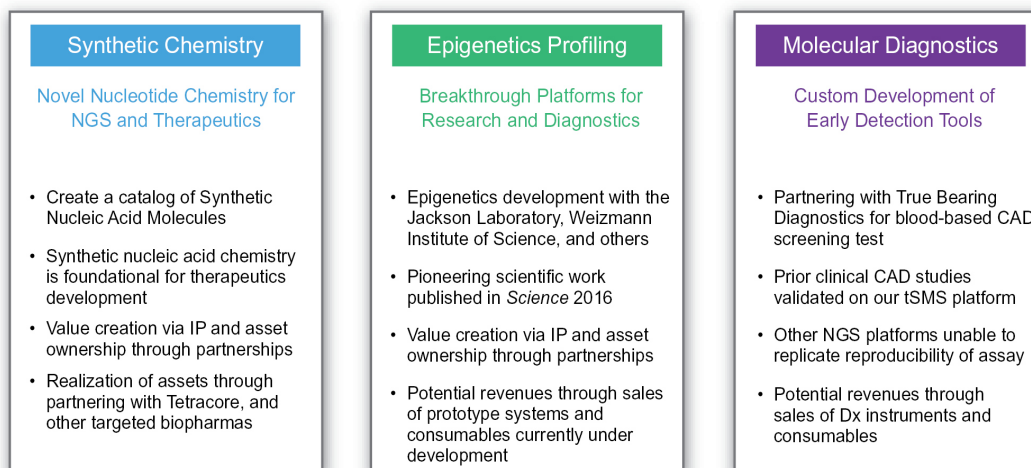 Synthetic Chemistry
Novel Nucleotide Chemistry for
NGS and Therapeutics
• Create a catalog of Synthetic
Nucleic Acid Molecules
• Synthetic nucleic acid chemistry
is foundational for therapeutics
development
• Value creation via IP and asset
ownership through partnerships
• Realization of assets through
partnering with Tetracore, and
other targeted biopharmas
Epigenetics Profiling
Breakthrough Platforms for
Research and Diagnostics
• Epigenetics development with the
Jackson Laboratory, Weizmann
Institute of Science, and others
• Pioneering scientific work
published in Science 2016
• Value creation via IP and asset
ownership through partnerships
• Potential revenues through sales
of prototype systems and
consumables currently under
development
Molecular Diagnostics
Custom Development of
Early Detection Tools
• Partnering with True Bearing
Diagnostics for blood-based CAD
screening test
• Prior clinical CAD studies
validated on our tSMS platform
• Other NGS platforms unable to
replicate reproducibility of assay
• Potential revenues through
sales of Dx instruments and
consumables